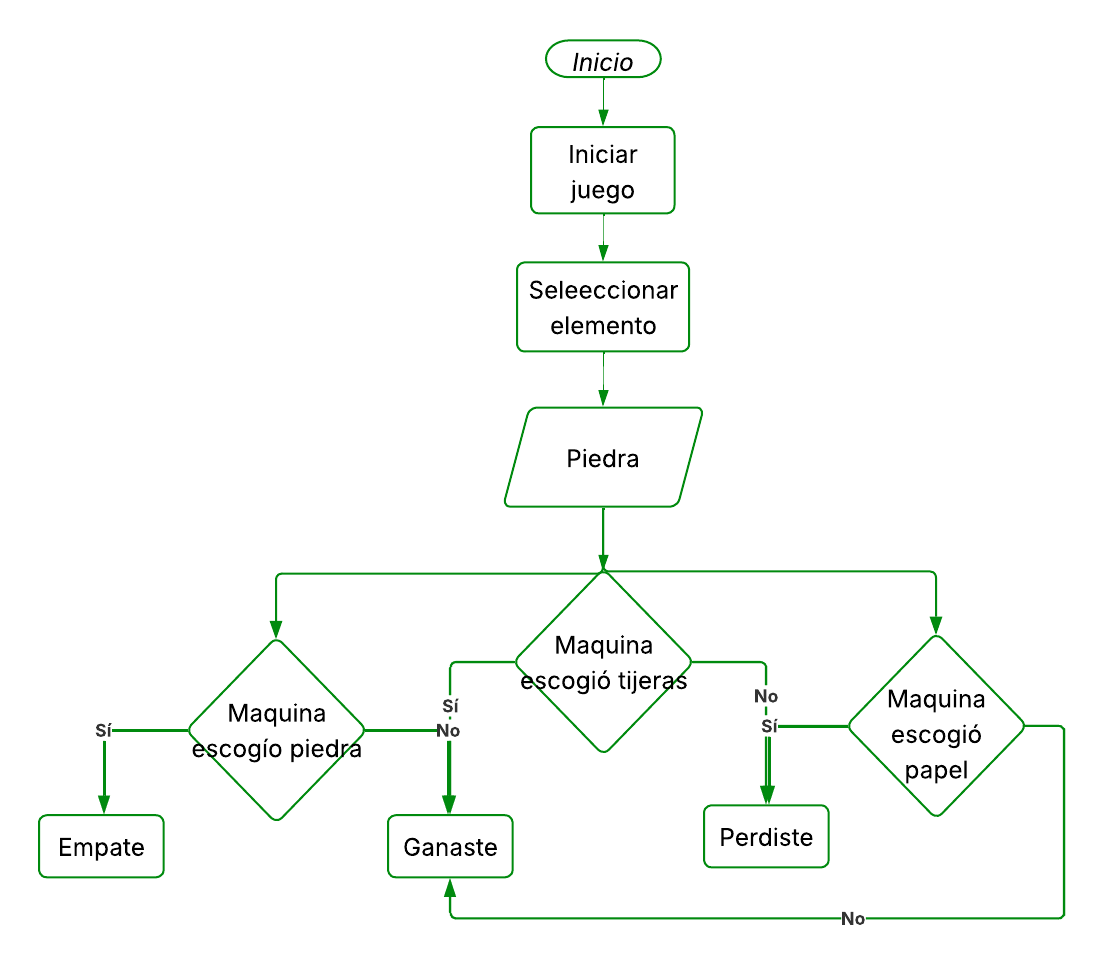 Inicio
Iniciar
juego
Seleeccionar
elemento
Piedra
Maquina
escogió tijeras
Maquina
escogío piedra
Maquina
escogió
papel
Sí
No
Sí
No
Sí
No
Empate
Ganaste
Perdiste